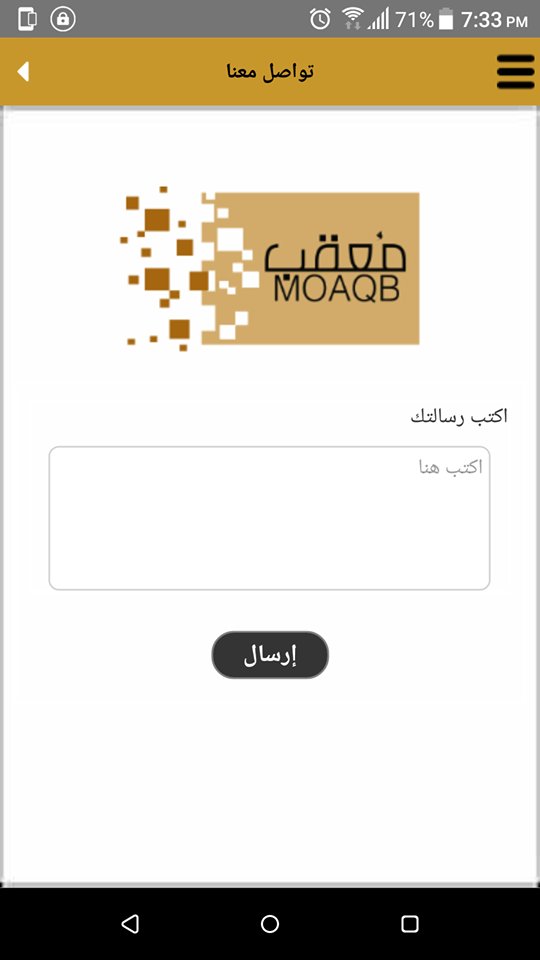 71% 7:33 PM
تواصل معنا
معقب
MOAQB
اكتب رسالتك
اكتب هنا
إرسال